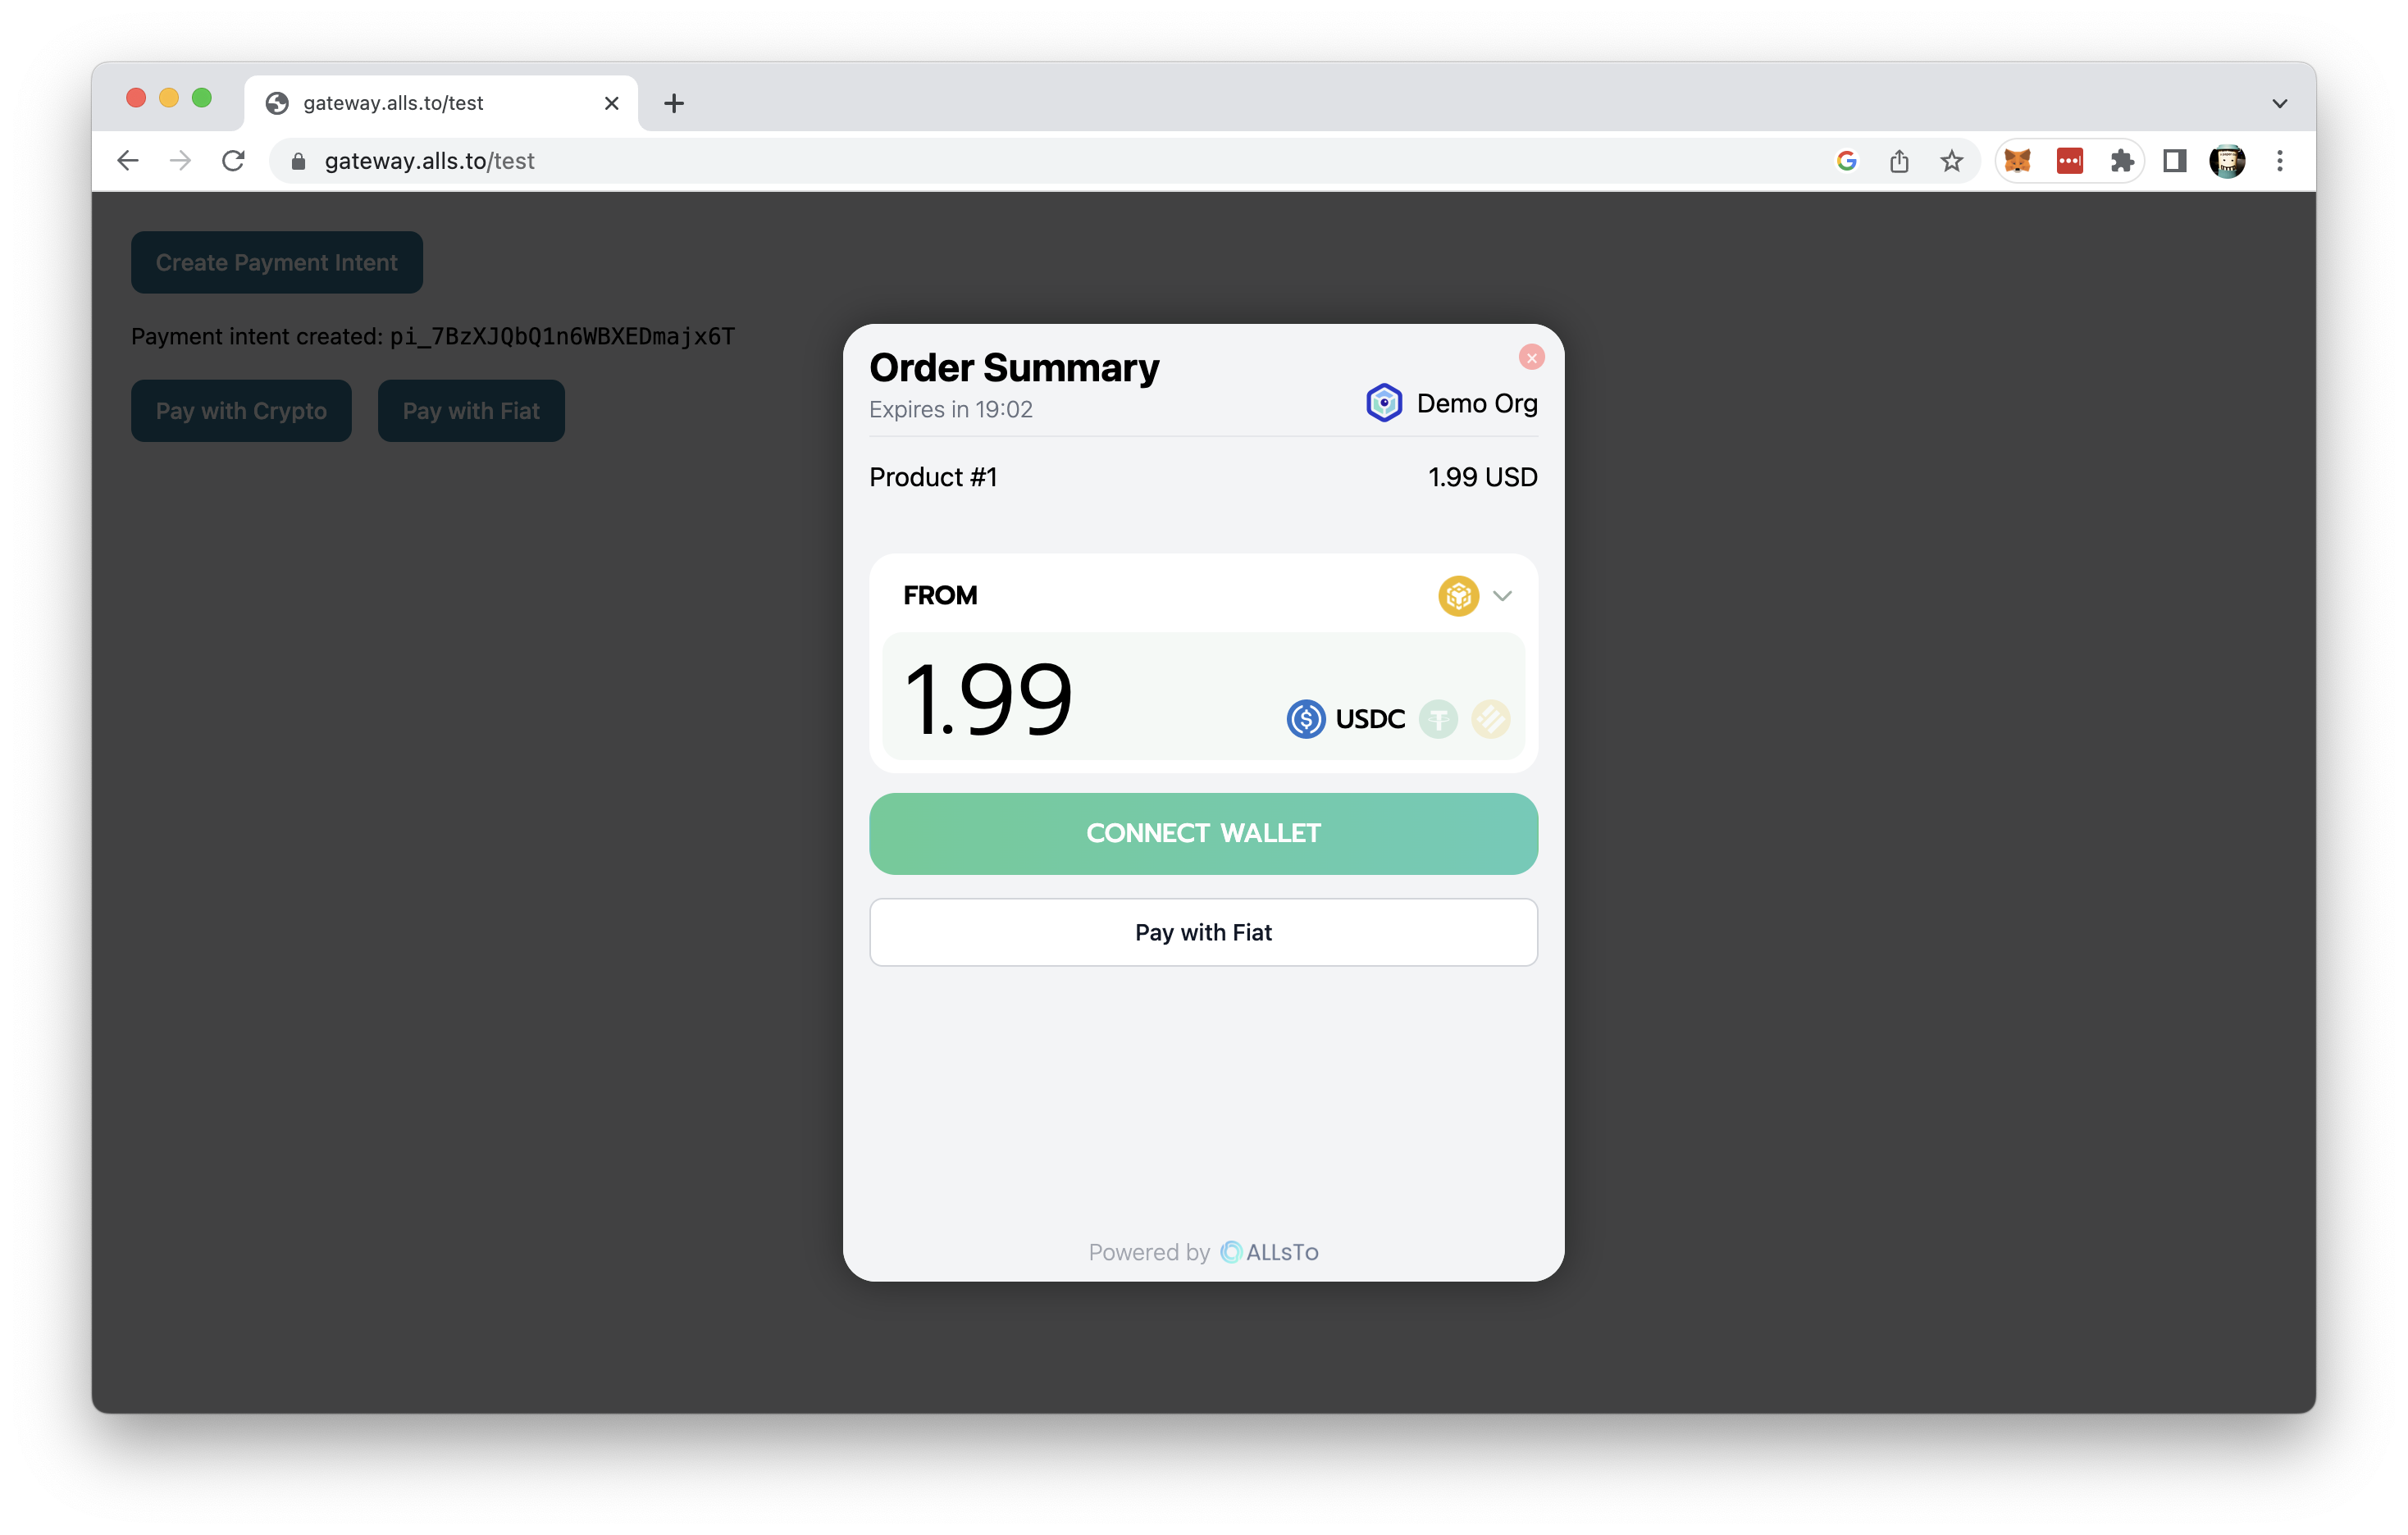 gateway.alls.to/test
gateway.alls.to/test
Create Payment Intent
Payment intent created: pi_7BzXJQbQ1n6WBXEDmajx6T
Pay with Crypto
Pay with Fiat
Order Summary
Expires in 19:02
Demo Org
Product #1
1.99 USD
FROM
1.99
USDC
CONNECT WALLET
Pay with Fiat
Powered by ALLsTo